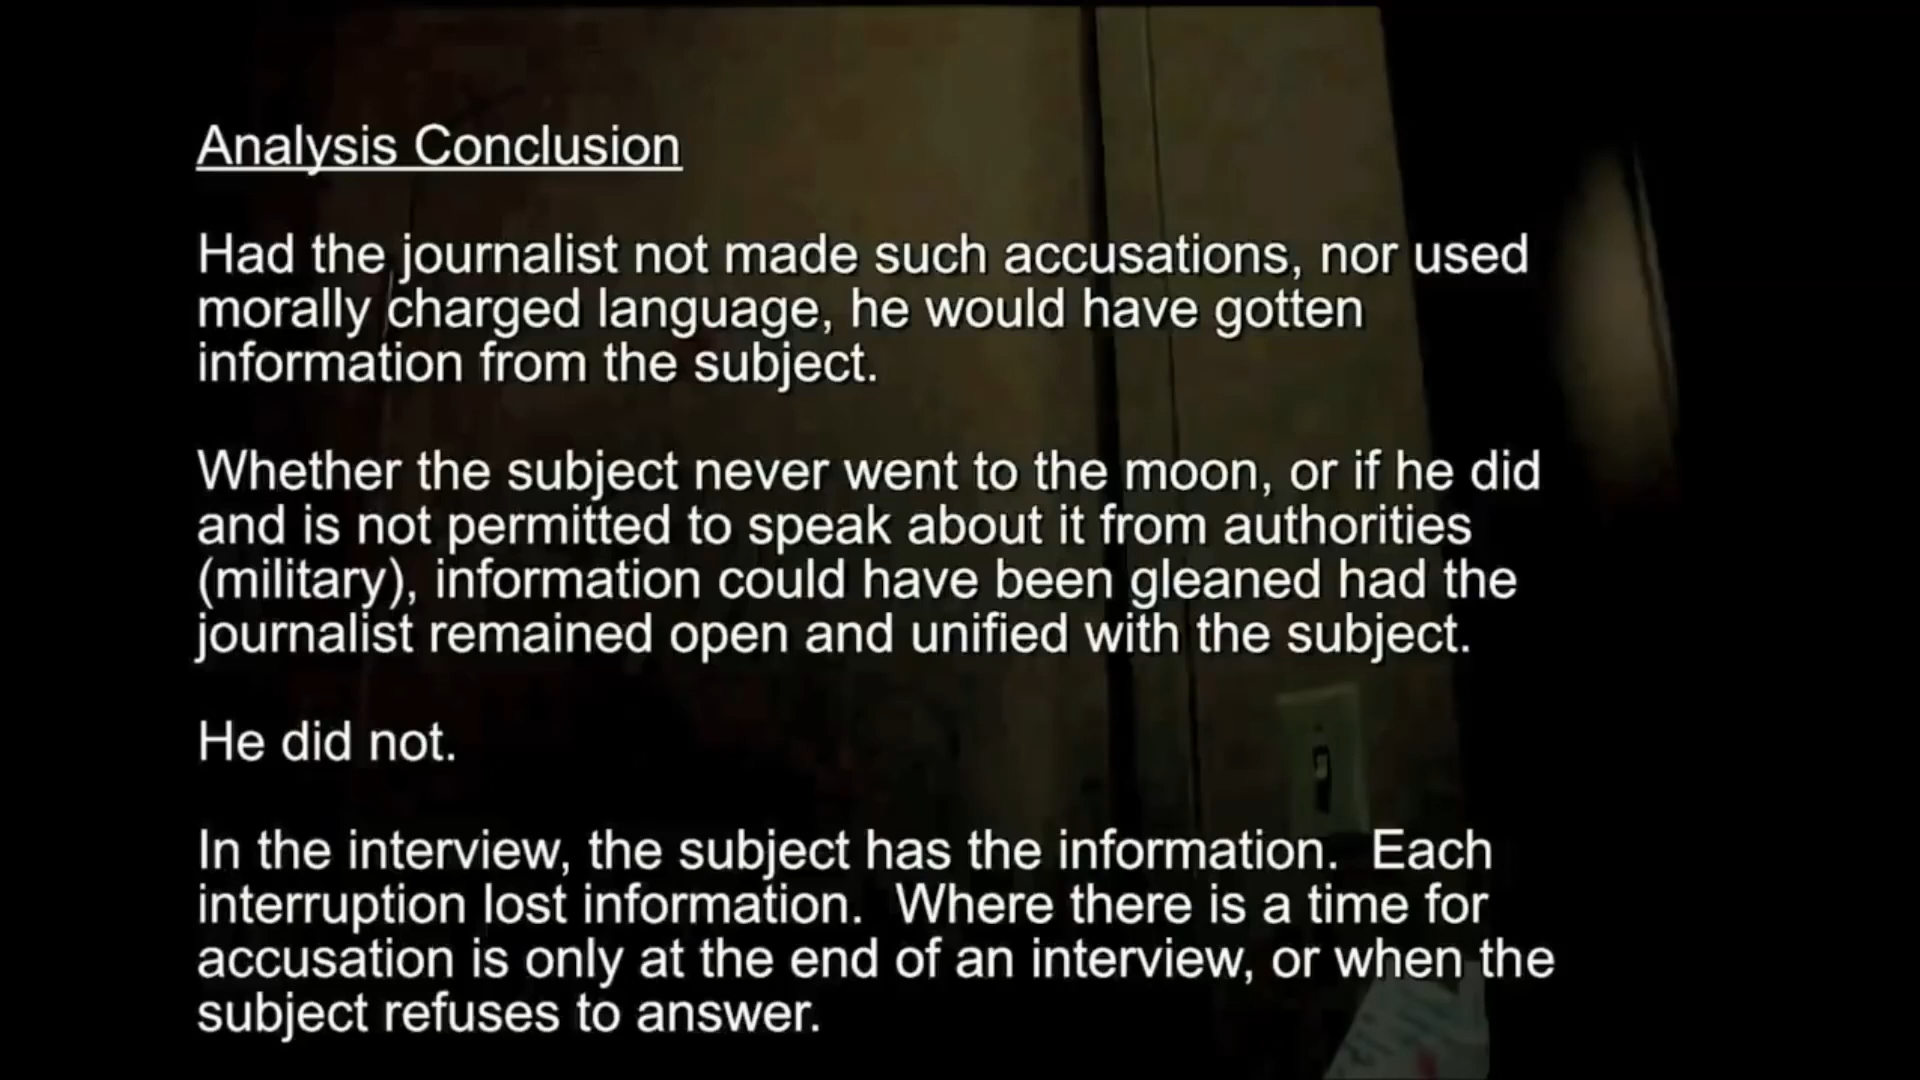 Analysis Conclusion
Had the journalist not made such accusations, nor used
morally charged language, he would have gotten
information from the subject.
Whether the subject never went to the moon, or if he did
and is not permitted to speak about it from authorities
(military), information could have been gleaned had the
journalist remained open and unified with the subject.
He did not.
In the interview, the subject has the information.  Each
interruption lost information.  Where there is a time for
accusation is only at the end of an interview, or when the
subject refuses to answer.